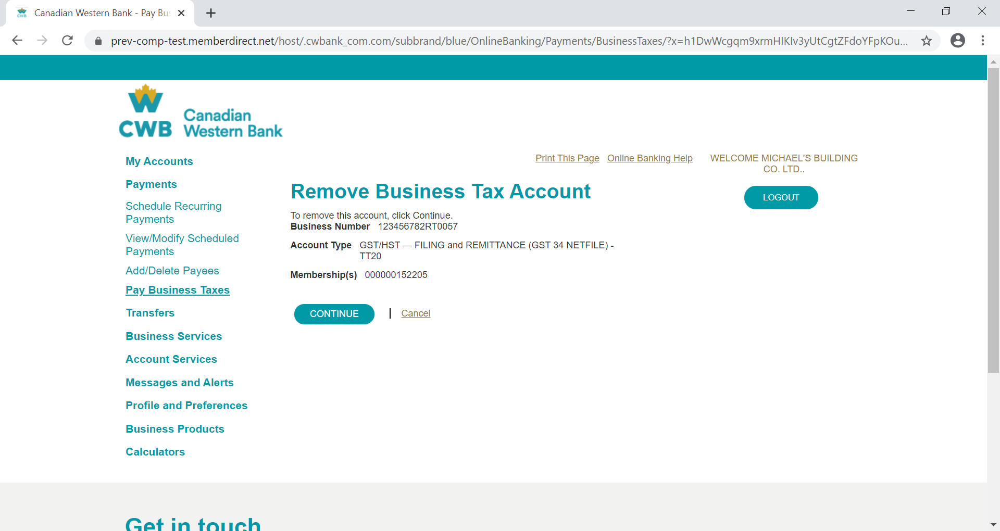 Canadian Western Bank - Pay Bus
prev-comp-test.memberdirect.net/host/.cwbank_com.com/subbrand/blue/OnlineBanking/Payments/BusinessTaxes/?x=h1DwWcgqm9xrmHIKIv3yUtCgtZFdoYFpKOu...
W
CWB
Canadian
Western Bank
Print This Page
Online Banking Help
WELCOME MICHAEL'S BUILDING
CO. LTD..
LOGOUT
My Accounts
Payments
Schedule Recurring
Payments
View/Modify Scheduled
Payments
Add/Delete Payees
Pay Business Taxes
Transfers
Business Services
Account Services
Messages and Alerts
Profile and Preferences
Business Products
Calculators
Remove Business Tax Account
To remove this account, click Continue.
Business Number 123456782RT0057
Account Type GST/HST — FILING and REMITTANCE (GST 34 NETFILE) -
TT20
Membership(s) 000000152205
CONTINUE | Cancel
Get in touch